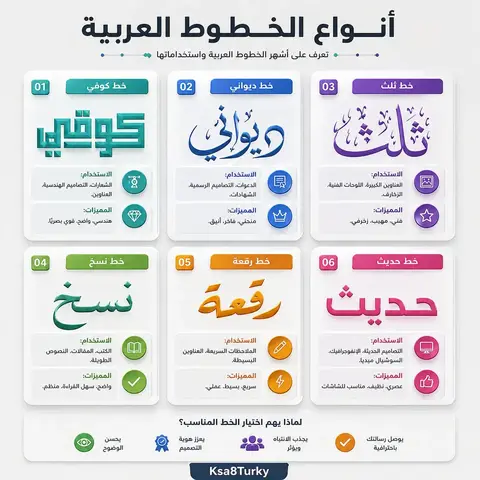 أنـــواع الخـــطـــوط العربية
تعرف على أشهر الخطوط العربية واستخداماتها
01
خط كوفي
كوفي
الاستخدام:
الشعارات، التصاميم الهندسية،
العناوين.
المميزات:
هندسي، واضح، قوي بصريًا.
02
خط ديواني
ديواني
الاستخدام:
الدعوات، التصاميم الرسمية،
الشهادات.
المميزات:
منحني، فاخر، أنيق.
03
خط ثلث
ثلث
الاستخدام:
العناوين الكبيرة، اللوحات الفنية،
الزخارف.
المميزات:
فني، مهيب، زخرفي.
04
خط نسخ
نسخ
الاستخدام:
الكتب، المقالات، النصوص
الطويلة.
المميزات:
واضح، سهل القراءة، منظم.
05
خط رقعة
رقعة
الاستخدام:
الملاحظات السريعة، العناوين
البسيطة.
المميزات:
سريع، بسيط، عملي.
06
خط حديث
حديث
الاستخدام:
التصاميم الحديثة، الإنفوجرافيك،
السوشيال ميديا.
المميزات:
عصري، نظيف، مناسب للشاشات
لماذا يهم اختيار الخط المناسب؟
يوصل رسالتك
باحترافية
يجذب الانتباه
ويؤثر
يعزز هوية
التصميم
يحسن
الوضوح
Ksa8Turky